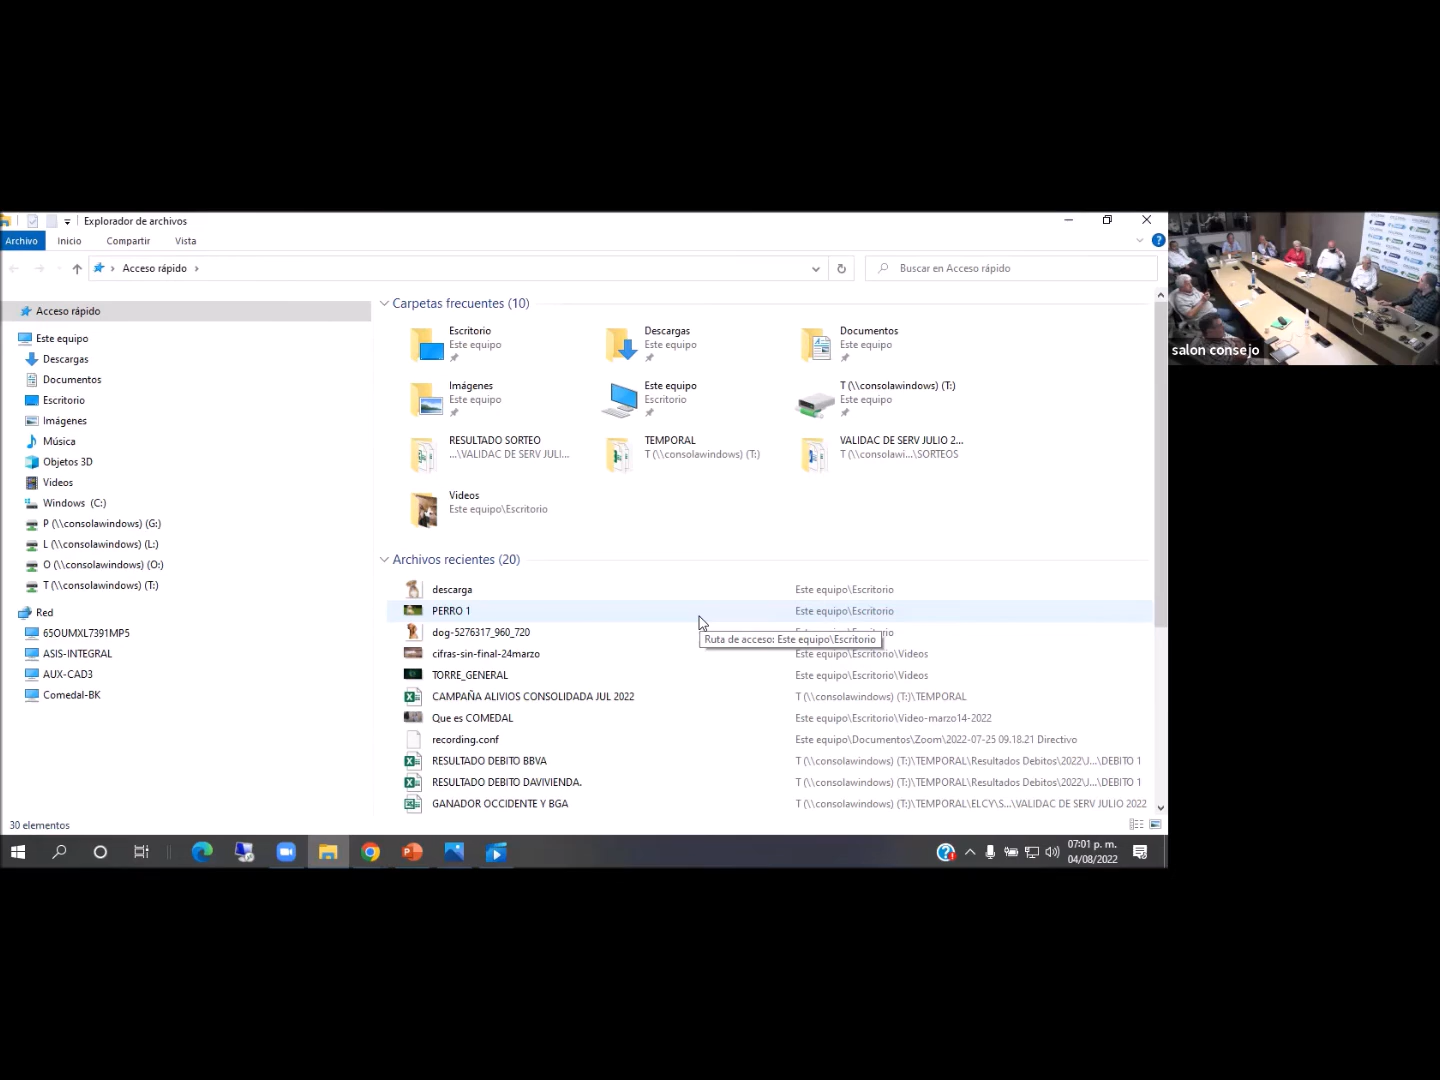 Explorador de archivos
Archivo Inicio Compartir Vista
Acceso rápido
Buscar en Acceso rápido
Acceso rápido
Este equipo
Descargas
Documentos
Escritorio
Imágenes
Música
Objetos 3D
Videos
Windows (C:)
P (\\consolawindows) (G:)
L (\\consolawindows) (L:)
O (\\consolawindows) (O:)
T (\\consolawindows) (T:)
Red
65OUMXL7391MP5
ASIS-INTEGRAL
AUX-CAD3
Comedal-BK
Carpetas frecuentes (10)
Escritorio
Este equipo
Descargas
Este equipo
Documentos
Este equipo
Imágenes
Este equipo
Este equipo
Escritorio
T (\\consolawindows) (T:)
Este equipo
RESULTADO SORTEO
...\VALIDAC DE SERV JULI...
TEMPORAL
T (\\consolawindows) (T:)
VALIDAC DE SERV JULIO 2...
T (\\consolawi...\SORTEOS
Videos
Este equipo\Escritorio
Archivos recientes (20)
descarga Este equipo\Escritorio
PERRO 1 Este equipo\Escritorio
dog-5276317_960_720
Ruta de acceso: Este equipo\Escritorio
cifras-sin-final-24marzo Este equipo\Escritorio\Videos
TORRE_GENERAL Este equipo\Escritorio\Videos
CAMPAÑA ALIVIOS CONSOLIDADA JUL 2022 T (\\consolawindows) (T:)\TEMPORAL
Que es COMEDAL Este equipo\Escritorio\Video-marzo14-2022
recording.conf Este equipo\Documentos\Zoom\2022-07-25 09.18.21 Directivo
RESULTADO DEBITO BBVA T (\\consolawindows) (T:)\TEMPORAL\Resultados Debitos\2022\J...\DEBITO 1
RESULTADO DEBITO DAVIVIENDA. T (\\consolawindows) (T:)\TEMPORAL\Resultados Debitos\2022\J...\DEBITO 1
GANADOR OCCIDENTE Y BGA T (\\consolawindows) (T:)\TEMPORAL\ELCY\S...\VALIDAC DE SERV JULIO 2022
30 elementos
07:01 p. m.
04/08/2022
salon consejo